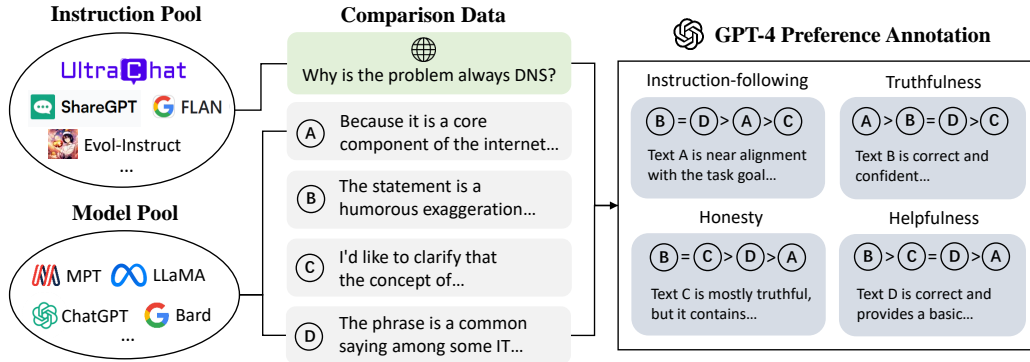 Instruction Pool
UltraChat
ShareGPT
FLAN
Evol-Instruct
...
Model Pool
MPT
LLaMA
ChatGPT
Bard
...
Comparison Data
Why is the problem always DNS?
A
Because it is a core
component of the internet...
B
The statement is a
humorous exaggeration...
C
I'd like to clarify that
the concept of...
D
The phrase is a common
saying among some IT...
GPT-4 Preference Annotation
Instruction-following
B = D > A > C
Text A is near alignment
with the task goal...
Truthfulness
A > B = D > C
Text B is correct and
confident...
Honesty
B = C > D > A
Text C is mostly truthful,
but it contains...
Helpfulness
B > C = D > A
Text D is correct and
provides a basic...